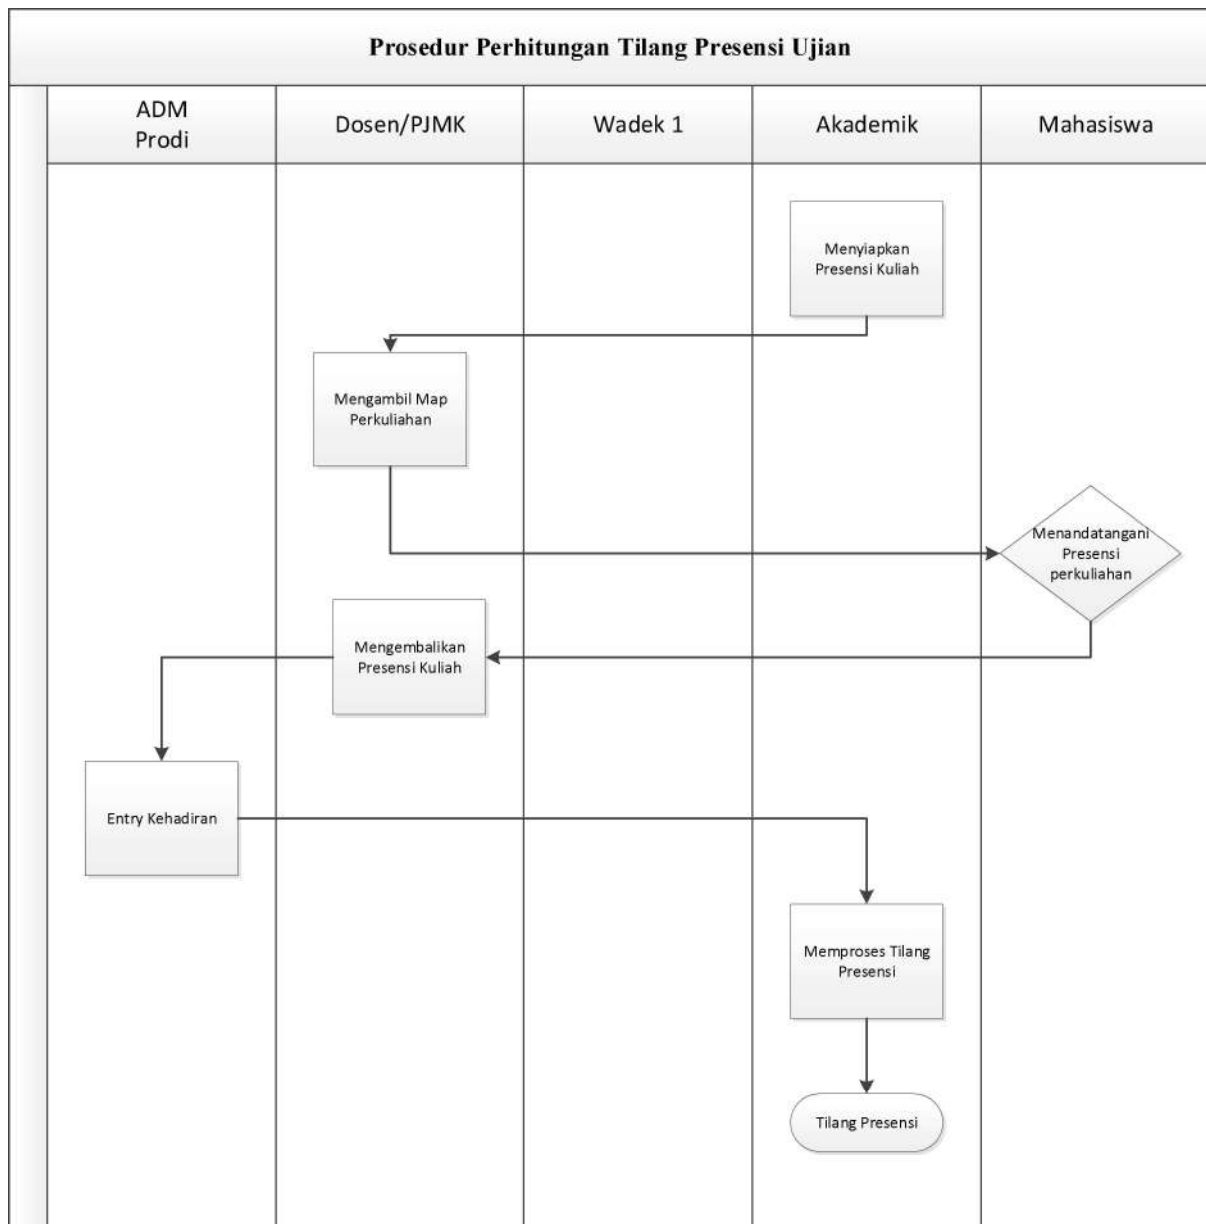 Prosedur Perhitungan Tilang Presensi Ujian
ADM
Prodi
Dosen/PJMK
Wadek 1
Akademik
Mahasiswa
Menyiapkan
Presensi Kuliah
Mengambil Map
Perkuliahan
Menandatangani
Presensi
perkuliahan
Mengembalikan
Presensi Kuliah
Entry Kehadiran
Memproses Tilang
Presensi
Tilang Presensi